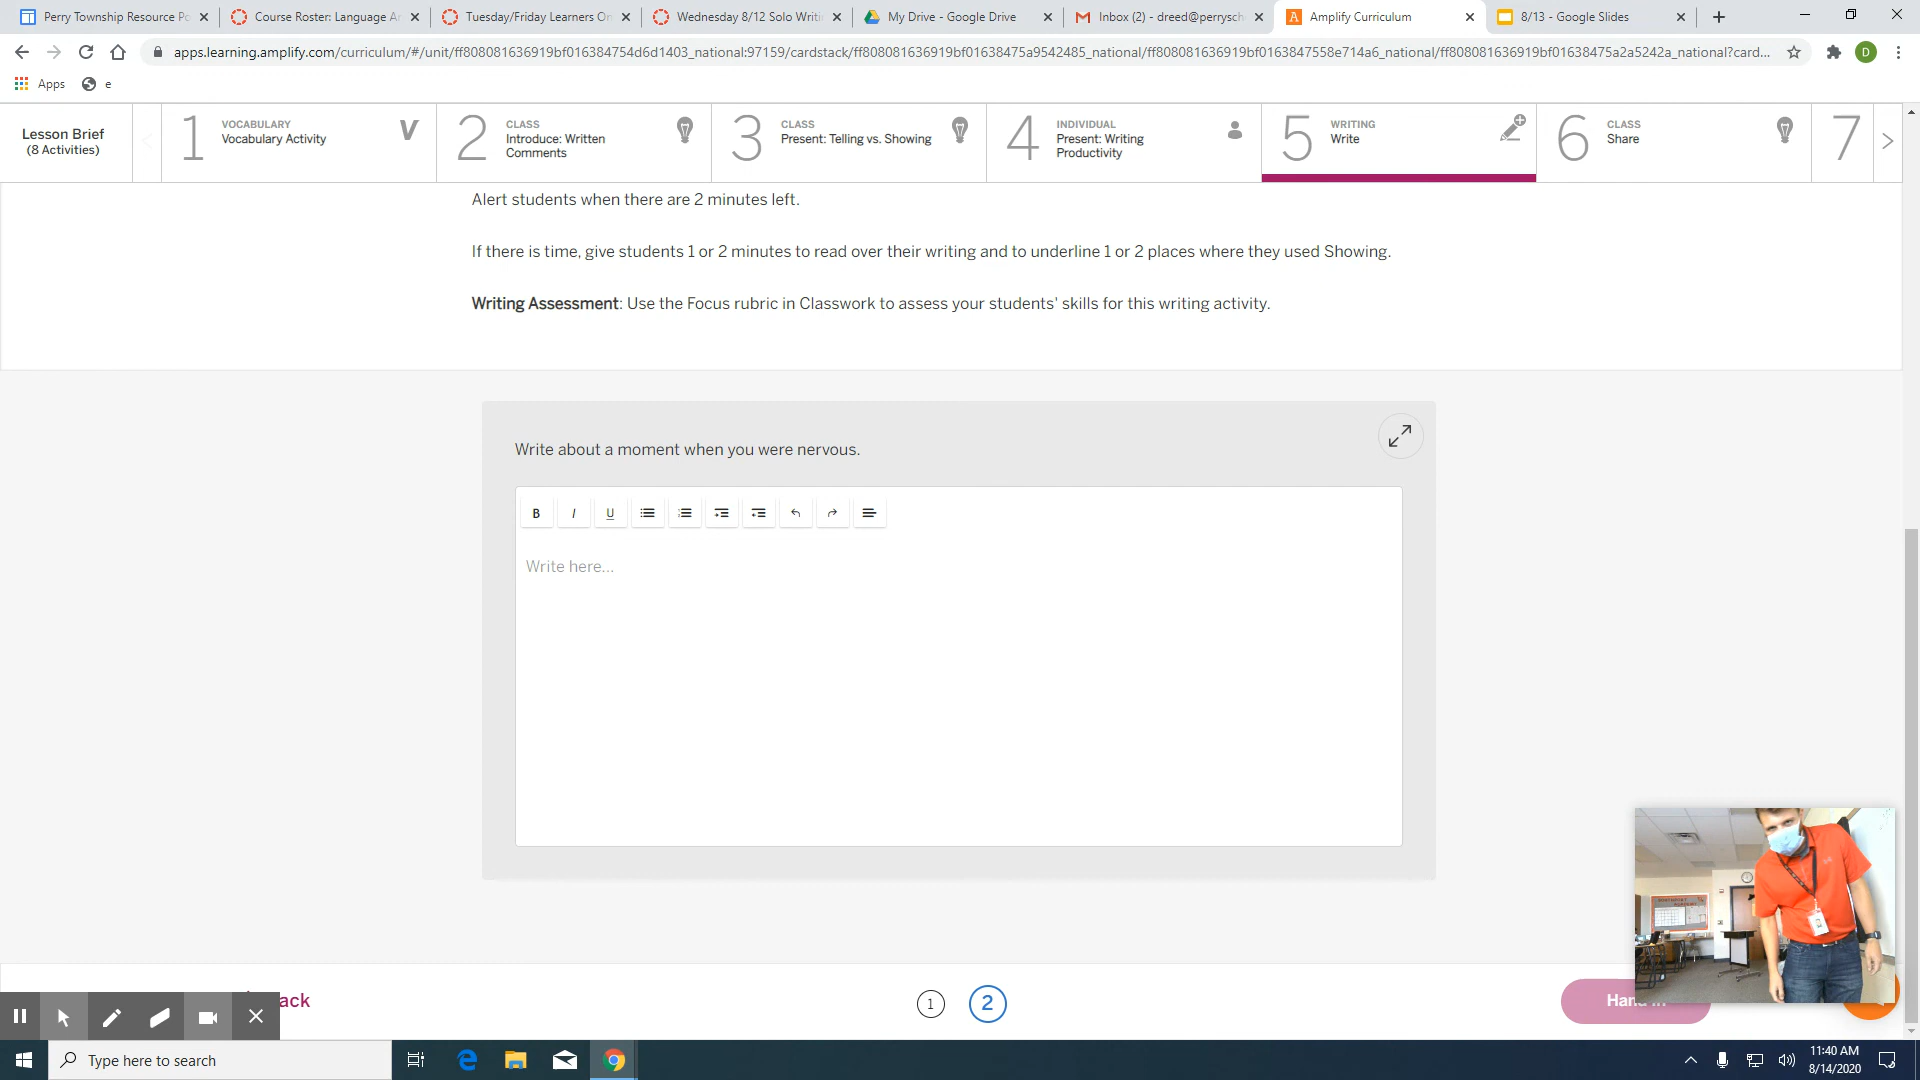 Perry Township Resource Po
Course Roster: Language Ar
Tuesday/Friday Learners On
Wednesday 8/12 Solo Writi
My Drive - Google Drive
Inbox (2) - dreed@perrysch
Amplify Curriculum
8/13 - Google Slides
apps.learning.amplify.com/curriculum/#/unit/ff808081636919bf016384754d6d1403_national:97159/cardstack/ff808081636919bf01638475a9542485_national/ff808081636919bf0163847558e714a6_national/ff808081636919bf01638475a2a5242a_national?card...
D
Apps
e
Lesson Brief
(8 Activities)
1
VOCABULARY
Vocabulary Activity
V
2
CLASS
Introduce: Written
Comments
3
CLASS
Present: Telling vs. Showing
4
INDIVIDUAL
Present: Writing
Productivity
5
WRITING
Write
6
CLASS
Share
7
Alert students when there are 2 minutes left.
If there is time, give students 1 or 2 minutes to read over their writing and to underline 1 or 2 places where they used Showing.
Writing Assessment: Use the Focus rubric in Classwork to assess your students' skills for this writing activity.
Write about a moment when you were nervous.
B I U
Write here...
ack
1
2
Hand In
Type here to search
11:40 AM
8/14/2020